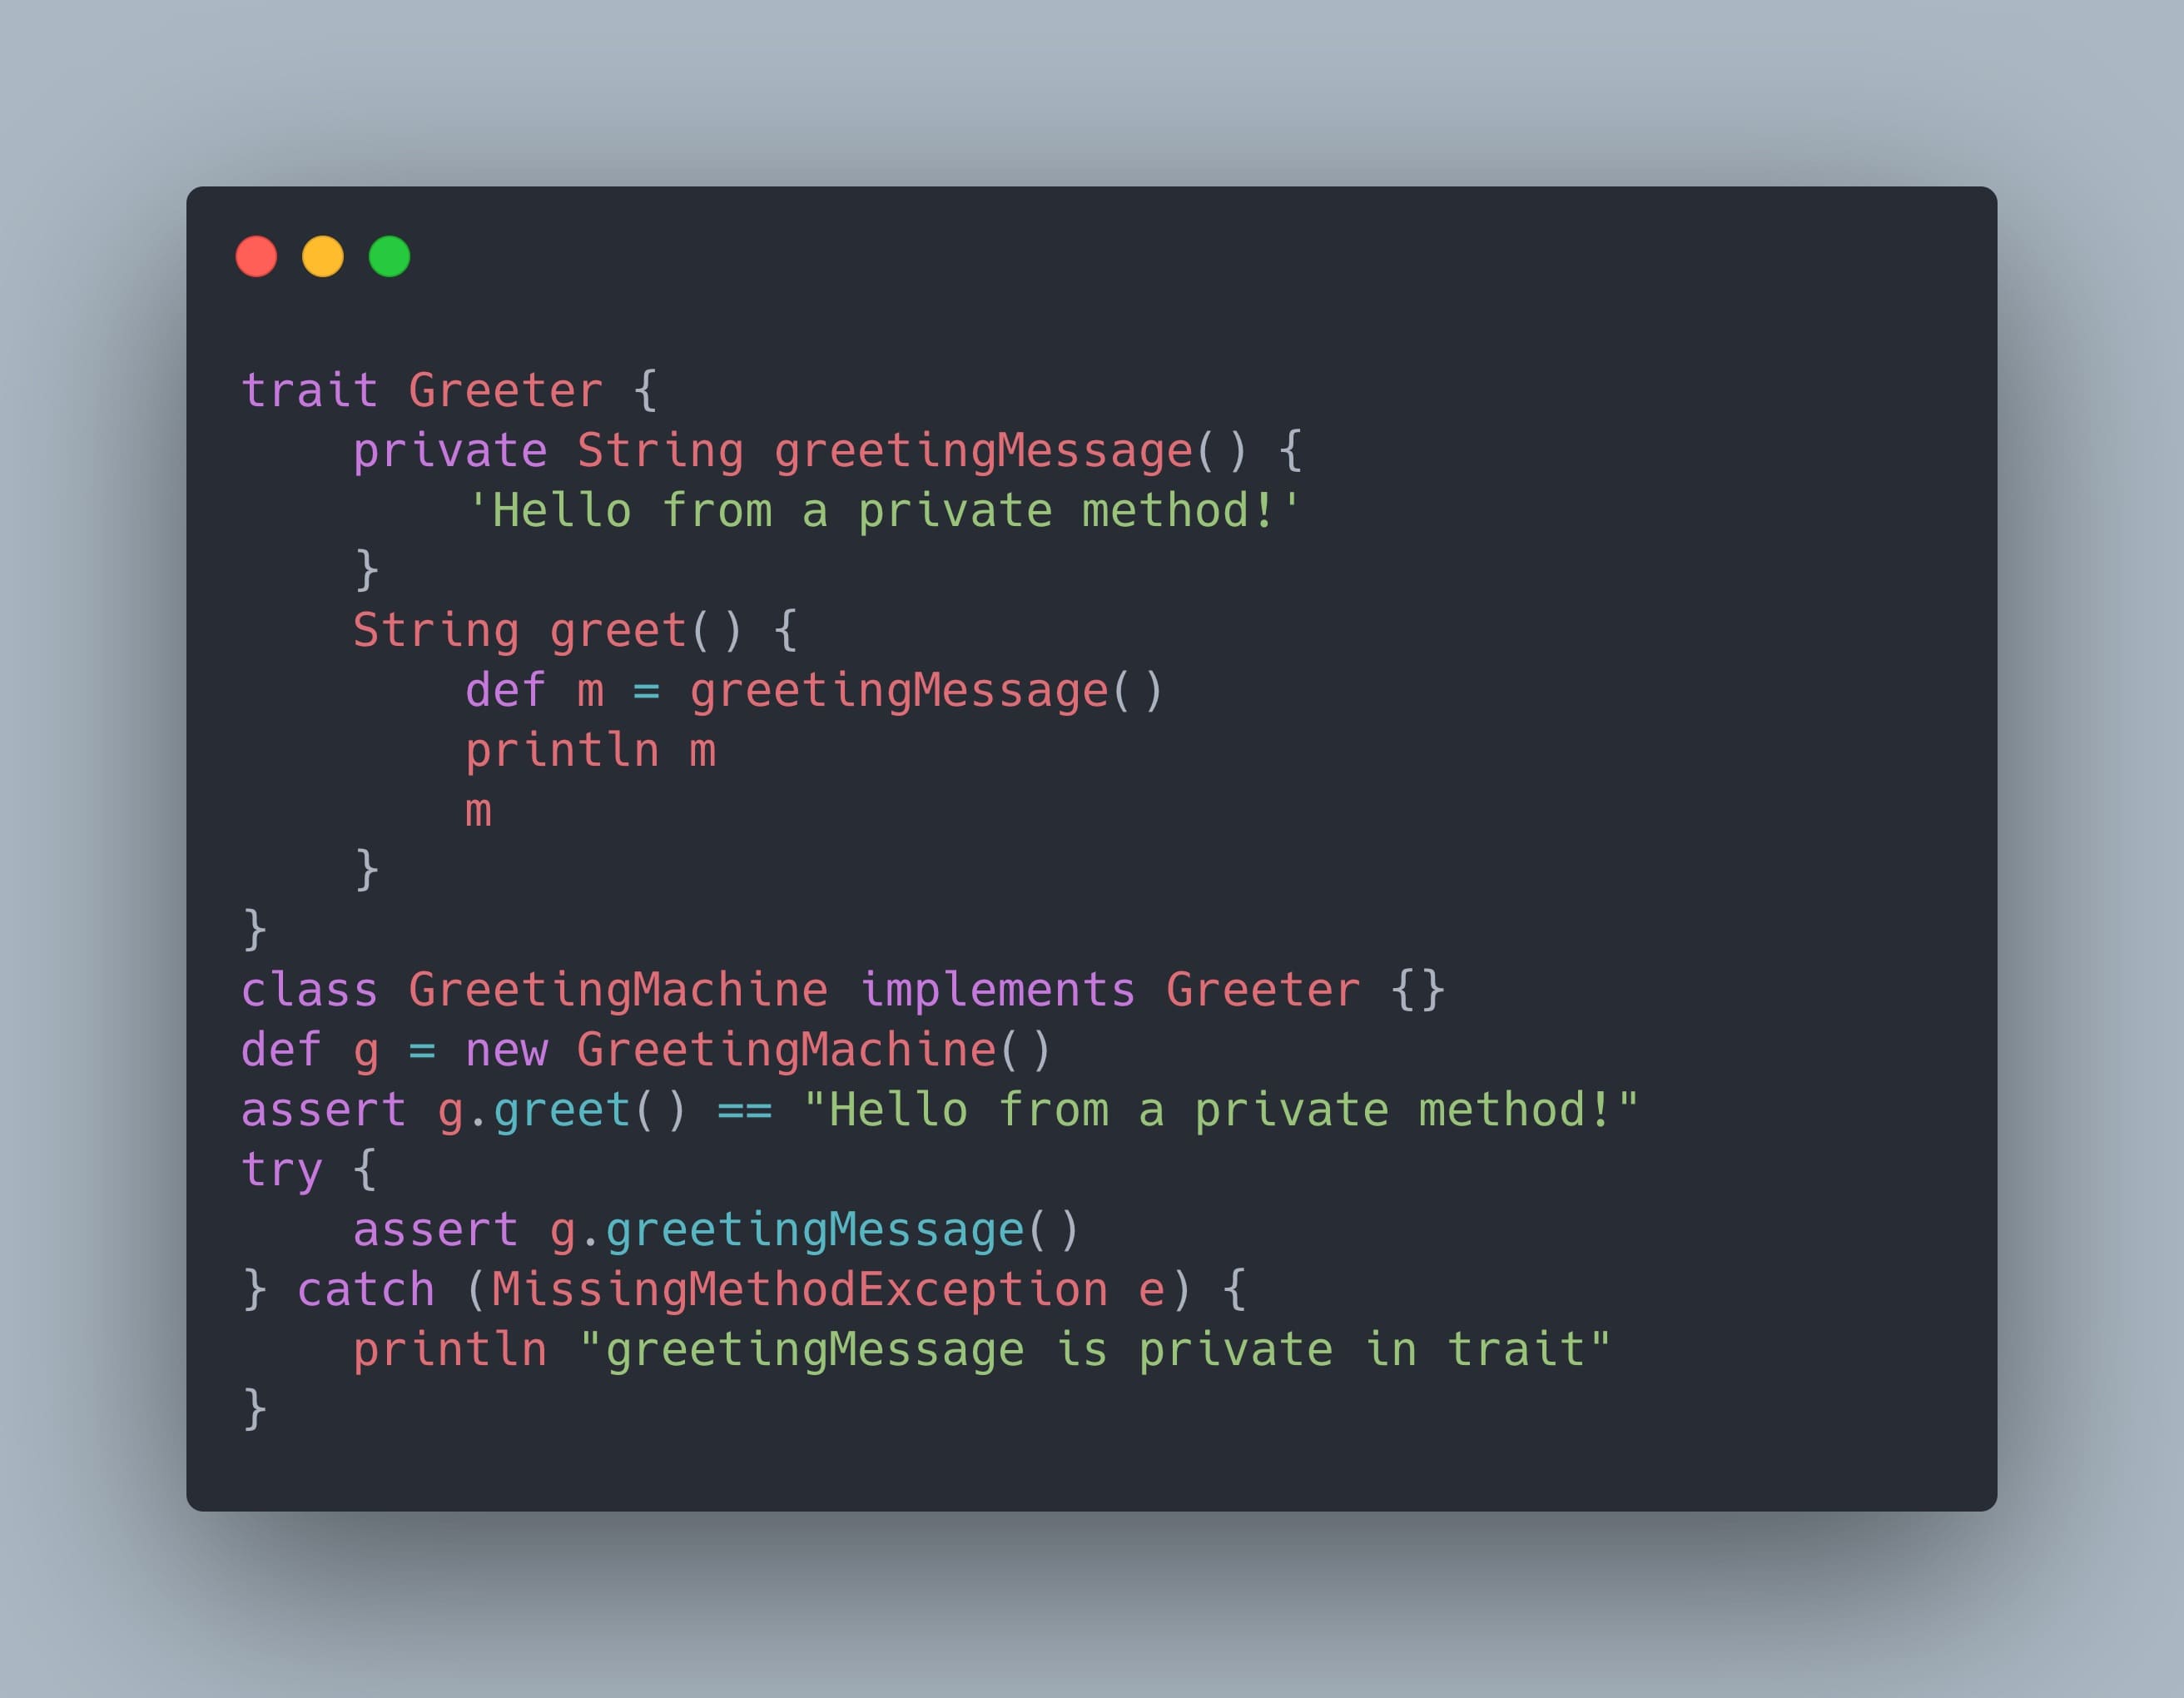 trait Greeter {
    private String greetingMessage() {
        'Hello from a private method!'
    }
    String greet() {
        def m = greetingMessage()
        println m
        m
    }
}
class GreetingMachine implements Greeter {}
def g = new GreetingMachine()
assert g.greet() == "Hello from a private method!"
try {
    assert g.greetingMessage()
} catch (MissingMethodException e) {
    println "greetingMessage is private in trait"
}